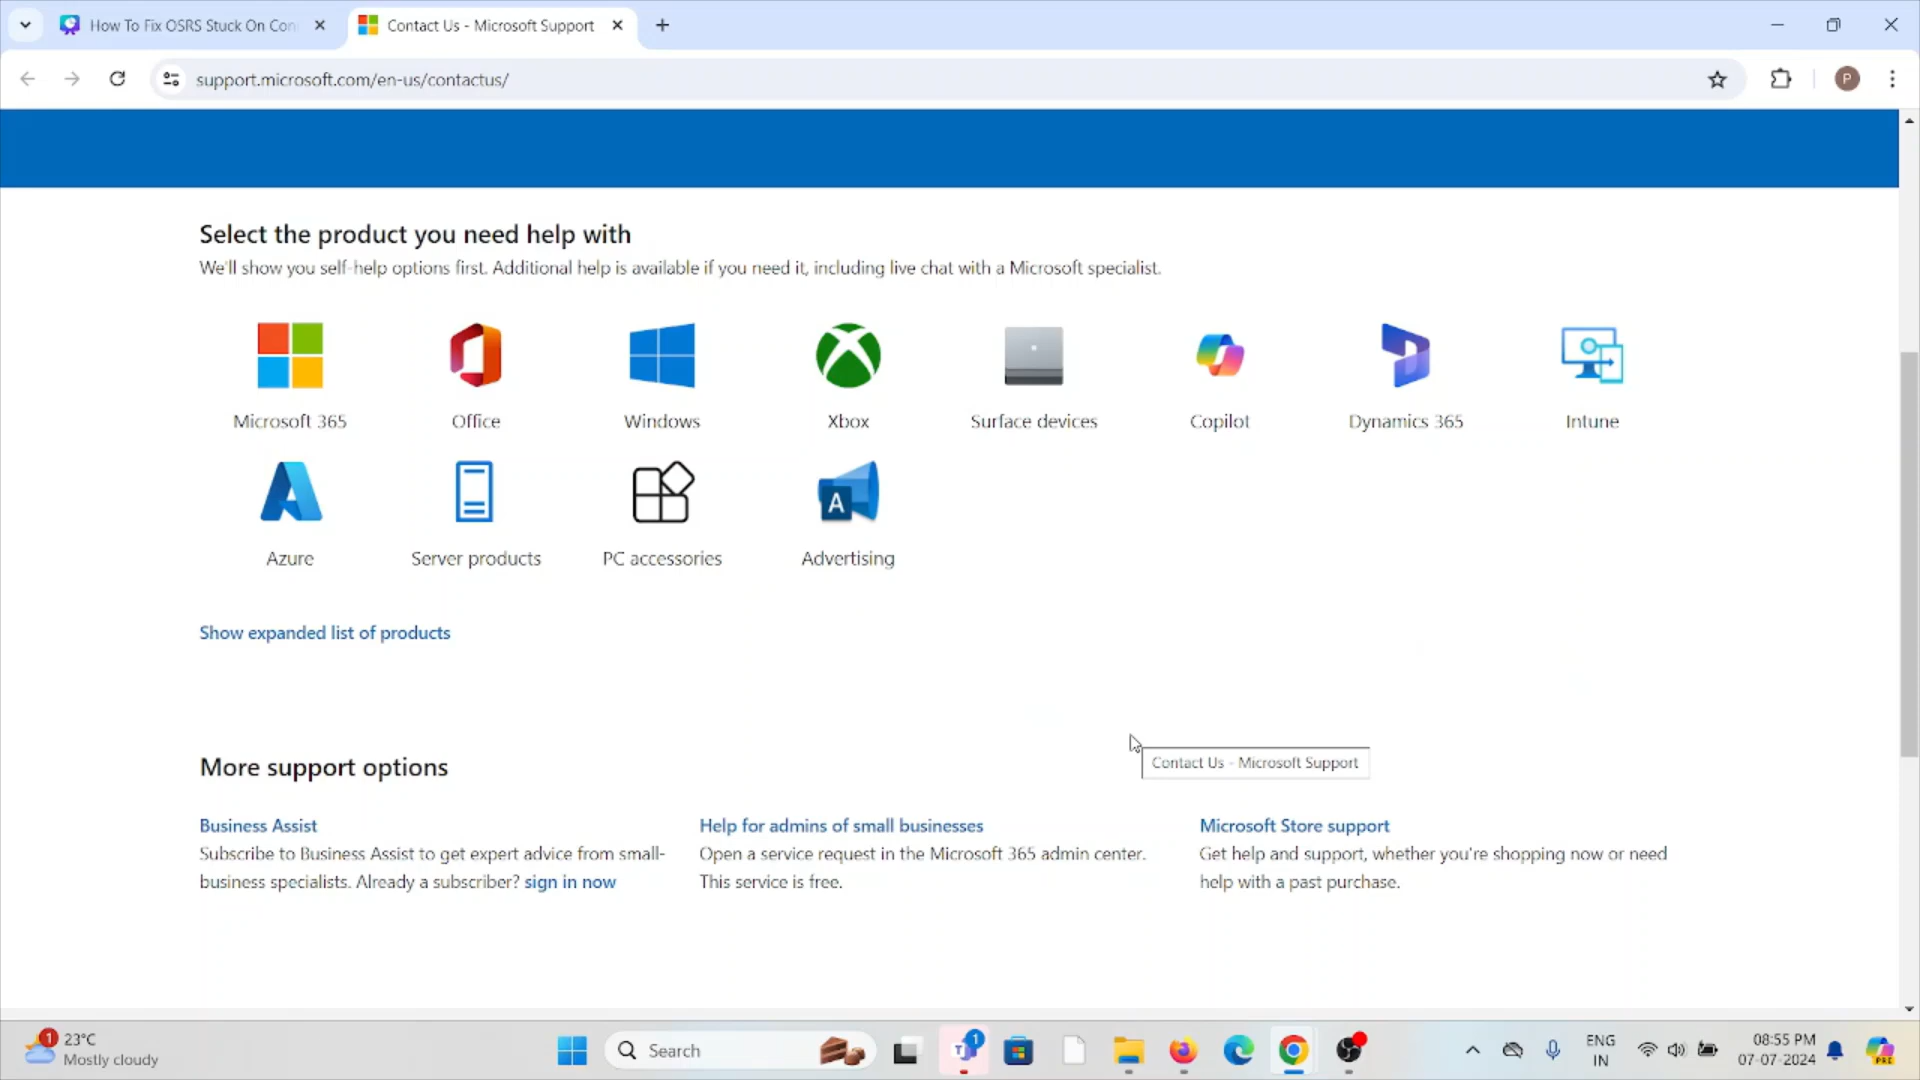 How To Fix OSRS Stuck On Con
Contact Us - Microsoft Support
support.microsoft.com/en-us/contactus/
P
Select the product you need help with
We'll show you self-help options first. Additional help is available if you need it, including live chat with a Microsoft specialist.
Microsoft 365
Office
Windows
Xbox
Surface devices
Copilot
Dynamics 365
Intune
A
Azure
Server products
PC accessories
Advertising
Show expanded list of products
Contact Us - Microsoft Support
More support options
Business Assist
Subscribe to Business Assist to get expert advice from small-
business specialists. Already a subscriber? sign in now
Help for admins of small businesses
Open a service request in the Microsoft 365 admin center.
This service is free.
Microsoft Store support
Get help and support, whether you're shopping now or need
help with a past purchase.
1
23°C
Mostly cloudy
Search
1
ENG
IN
08:55 PM
07-07-2024
PRE